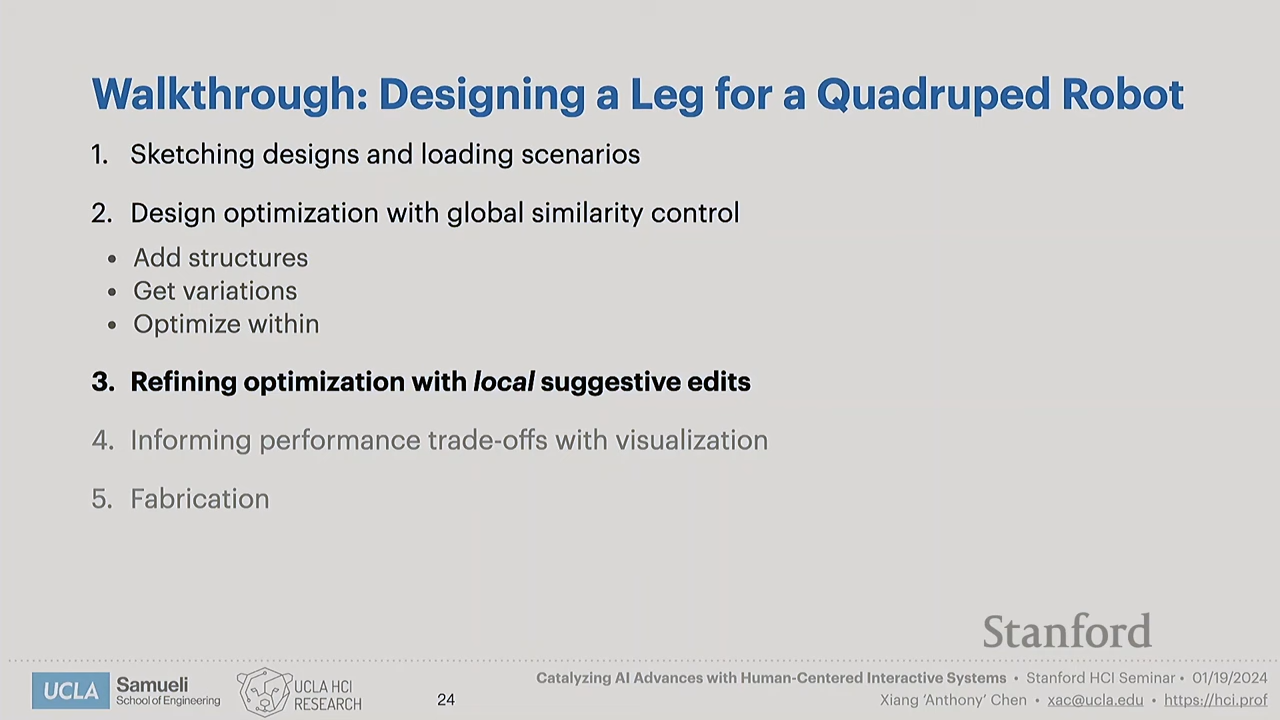 Walkthrough: Designing a Leg for a Quadruped Robot
1. Sketching designs and loading scenarios
2. Design optimization with global similarity control
• Add structures
• Get variations
• Optimize within
3. Refining optimization with local suggestive edits
4. Informing performance trade-offs with visualization
5. Fabrication
Stanford
UCLA Samueli
School of Engineering
UCLA HCI
RESEARCH
24
Catalyzing AI Advances with Human-Centered Interactive Systems • Stanford HCI Seminar • 01/19/2024
Xiang 'Anthony' Chen • xac@ucla.edu • https://hci.prof